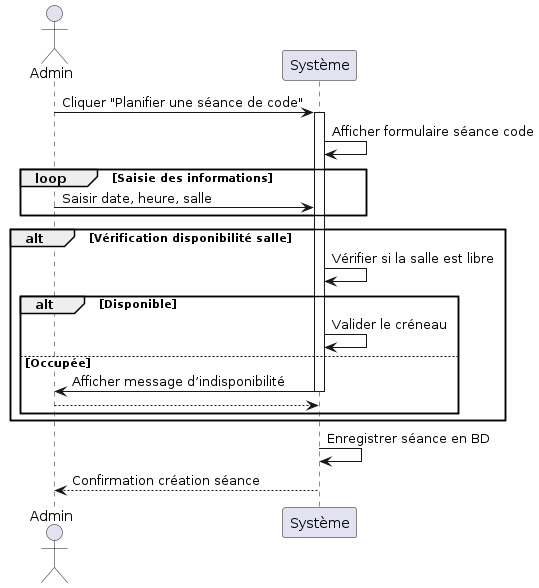 Admin
Système
Cliquer "Planifier une séance de code"
Afficher formulaire séance code
loop [Saisie des informations]
Saisir date, heure, salle
alt [Vérification disponibilité salle]
Vérifier si la salle est libre
alt [Disponible]
Valider le créneau
[Occupée]
Afficher message d’indisponibilité
Enregistrer séance en BD
Confirmation création séance
Admin
Système